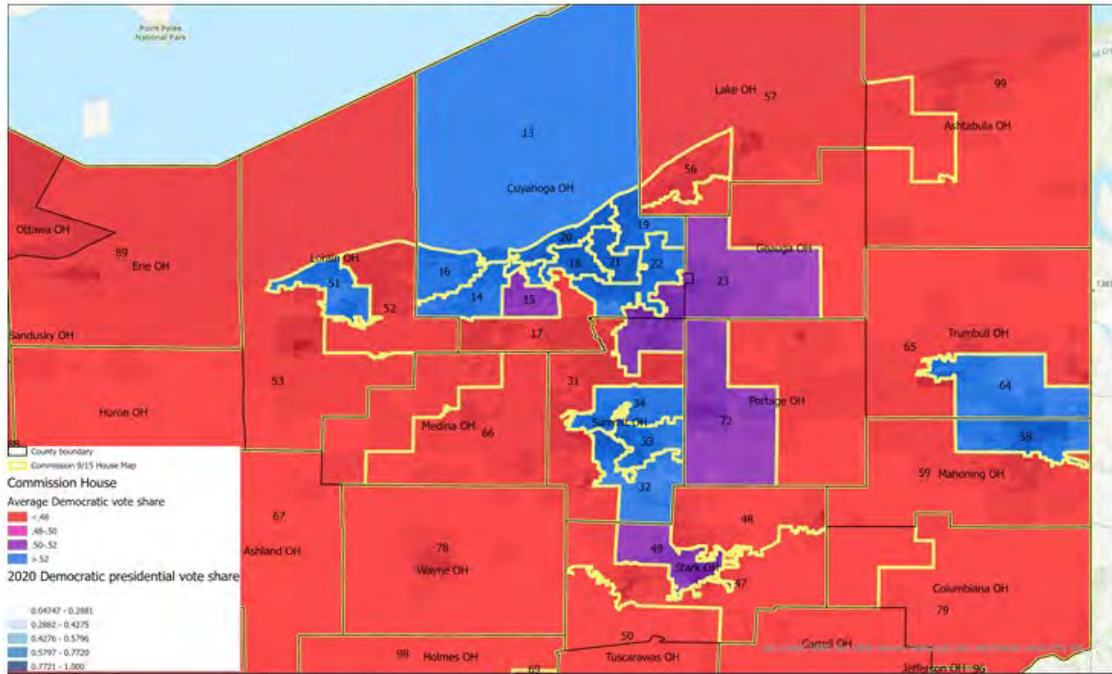 Point Pelee
National Park
99
Lake OH
57
Ashtabula OH
13
56
Cuyahoga OH
Ottawa OH
19
20
89
Lorain OH
Geauga OH
Erie OH
16
18
21
22
51
23
14
15
52
Sandusky OH
17
Trumbull OH
65
53
31
64
34
Huron OH
Portage OH
Medina OH
66
Summit OH
72
33
58
County boundary
Commission 9/15 House Map
59
Mahoning OH
Commission House
32
Average Democratic vote share
<.48
67
48
.48-.50
.50-.52
78
49
Ashland OH
>.52
Wayne OH
Stark OH
47
2020 Democratic presidential vote share
Columbiana OH
79
0.04747 - 0.2881
0.2882 - 0.4275
50
0.4276 - 0.5796
Carroll OH
0.5797 - 0.7720
98
Holmes OH
Tuscarawas OH
0.7721 - 1.000
69
Jefferson OH
96